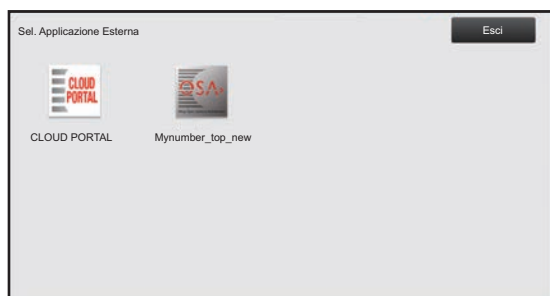 Sel. Applicazione Esterna
Esci
CLOUD
PORTAL
OSA
CLOUD PORTAL
Mynumber_top_new